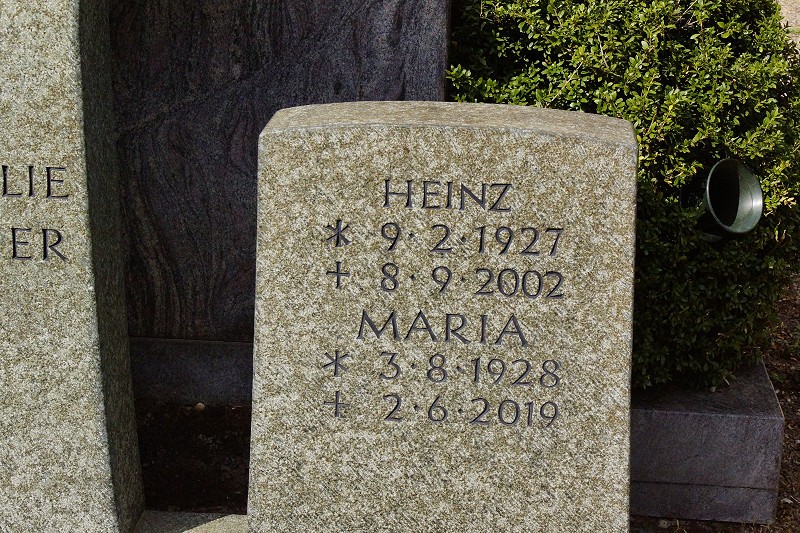 LIE
ER
HEINZ
* 9·2·1927
† 8·9·2002
MARIA
* 3·8·1928
† 2·6·2019